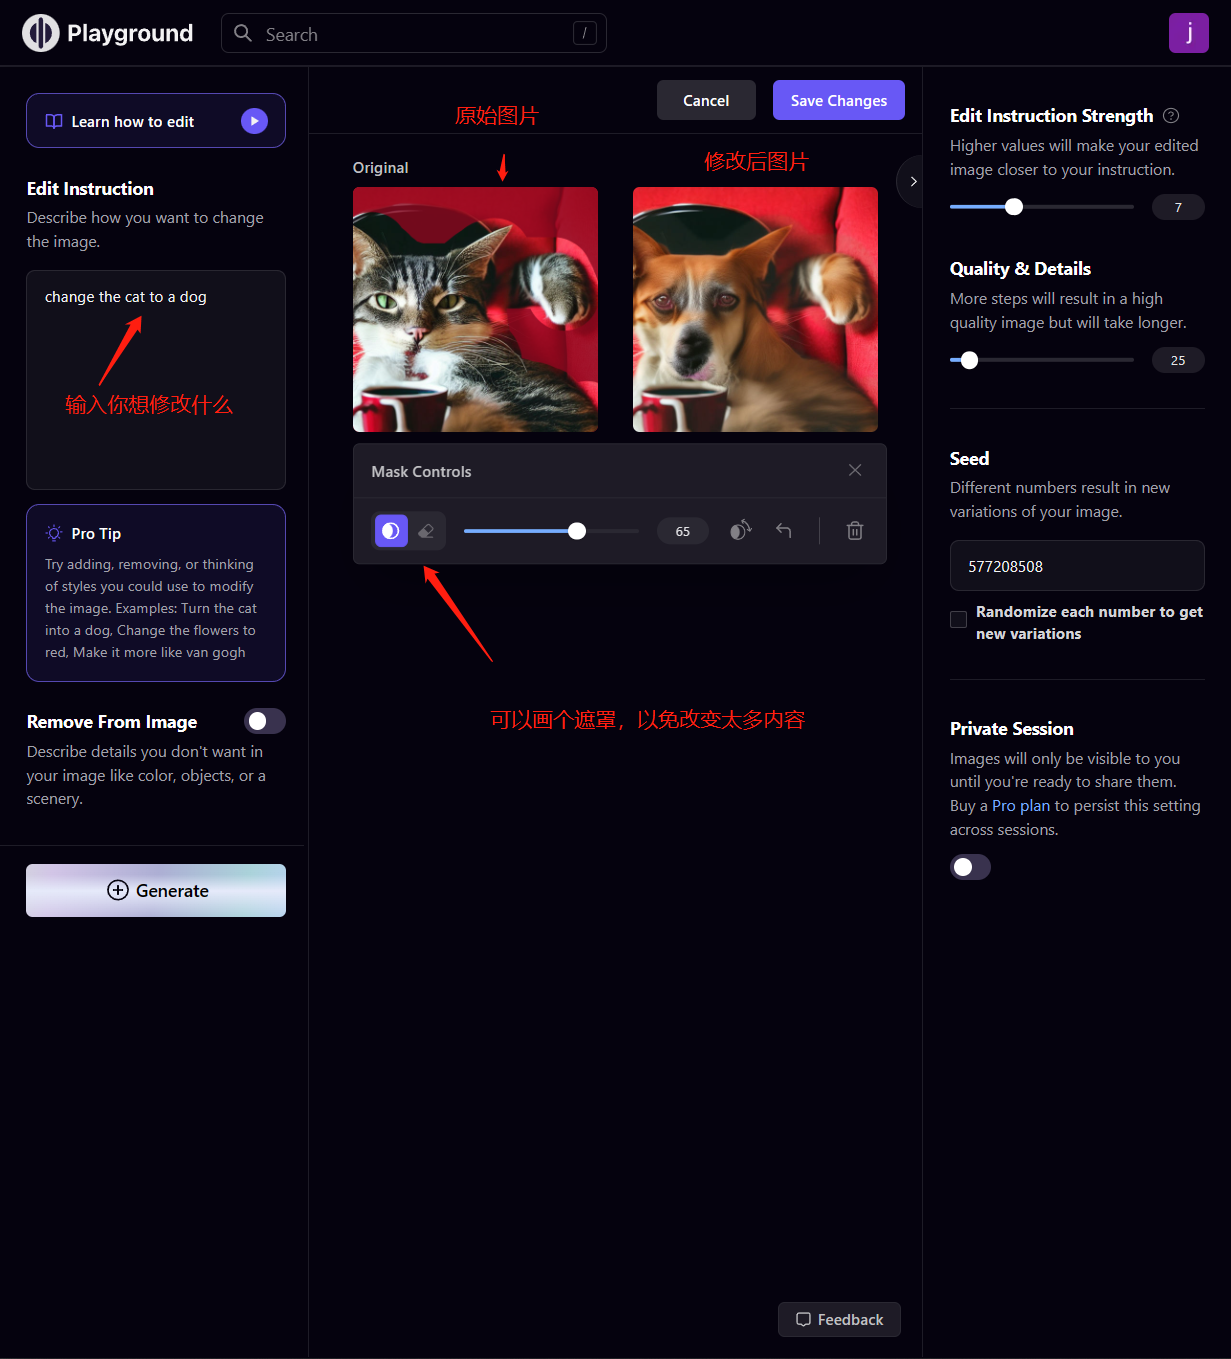 Playground
Search
/
j
Learn how to edit
Edit Instruction
Describe how you want to change
the image.
change the cat to a dog
输入你想修改什么
Pro Tip
Try adding, removing, or thinking
of styles you could use to modify
the image. Examples: Turn the cat
into a dog, Change the flowers to
red, Make it more like van gogh
Remove From Image
Describe details you don't want in
your image like color, objects, or a
scenery.
Generate
Cancel
Save Changes
原始图片
Original
修改后图片
Mask Controls
65
可以画个遮罩，以免改变太多内容
Feedback
Edit Instruction Strength
?
Higher values will make your edited
image closer to your instruction.
7
Quality & Details
More steps will result in a high
quality image but will take longer.
25
Seed
Different numbers result in new
variations of your image.
577208508
Randomize each number to get
new variations
Private Session
Images will only be visible to you
until you're ready to share them.
Buy a Pro plan to persist this setting
across sessions.